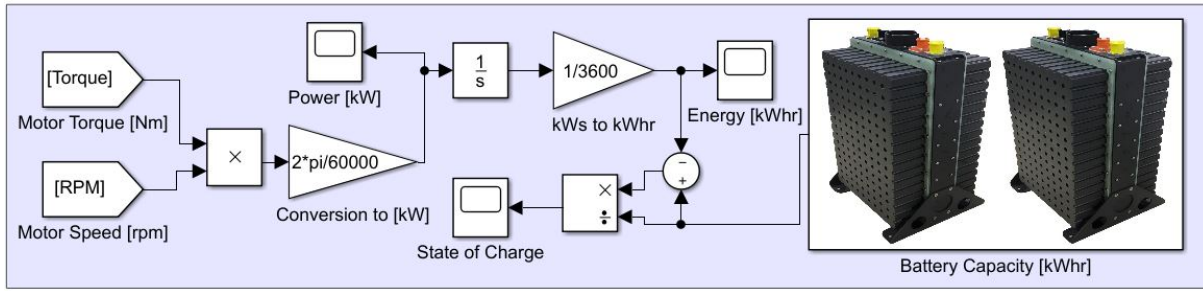 [Torque]
Motor Torque [Nm]
[RPM]
Motor Speed [rpm]
×
2*pi/60000
Conversion to [kW]
Power [kW]
1
s
1/3600
kWs to kWhr
Energy [kWhr]
−
+
×
÷
State of Charge
Battery Capacity [kWhr]